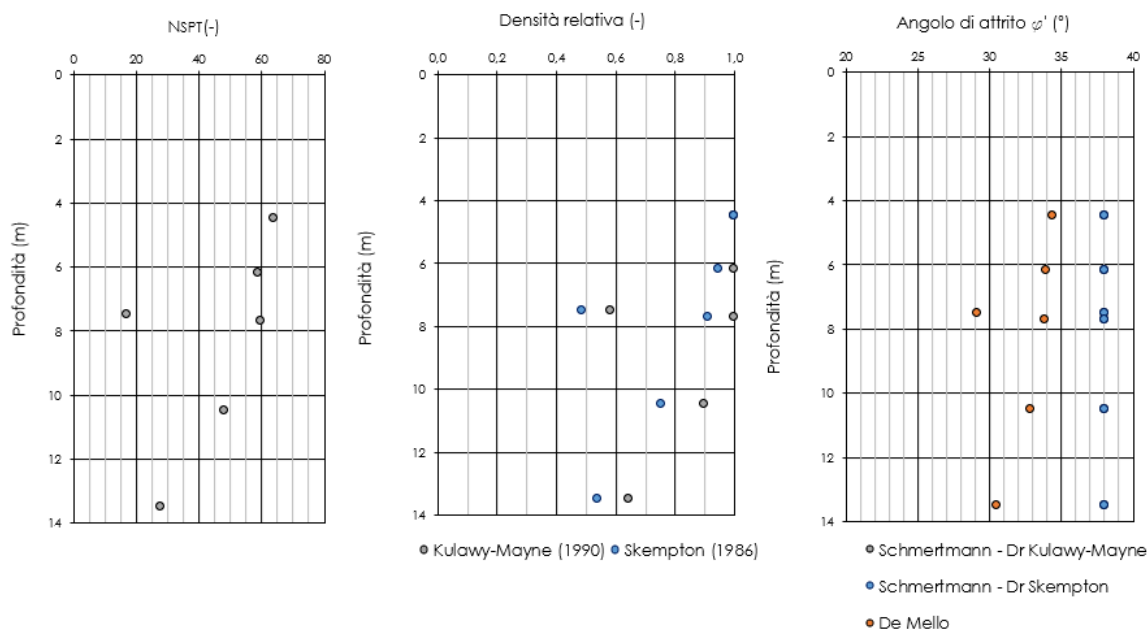 NSPT(-)
0 20 40 60 80
0
2
4
6
8
10
12
14
Profondità (m)
Densità relativa (-)
0,0 0,2 0,4 0,6 0,8 1,0
0
2
4
6
8
10
12
14
Profondità (m)
Kulawy-Mayne (1990) Skempton (1986)
Angolo di attrito φ' (°)
20 25 30 35 40
0
2
4
6
8
10
12
14
Profondità (m)
Schmertmann - Dr Kulawy-Mayne
Schmertmann - Dr Skempton
De Mello